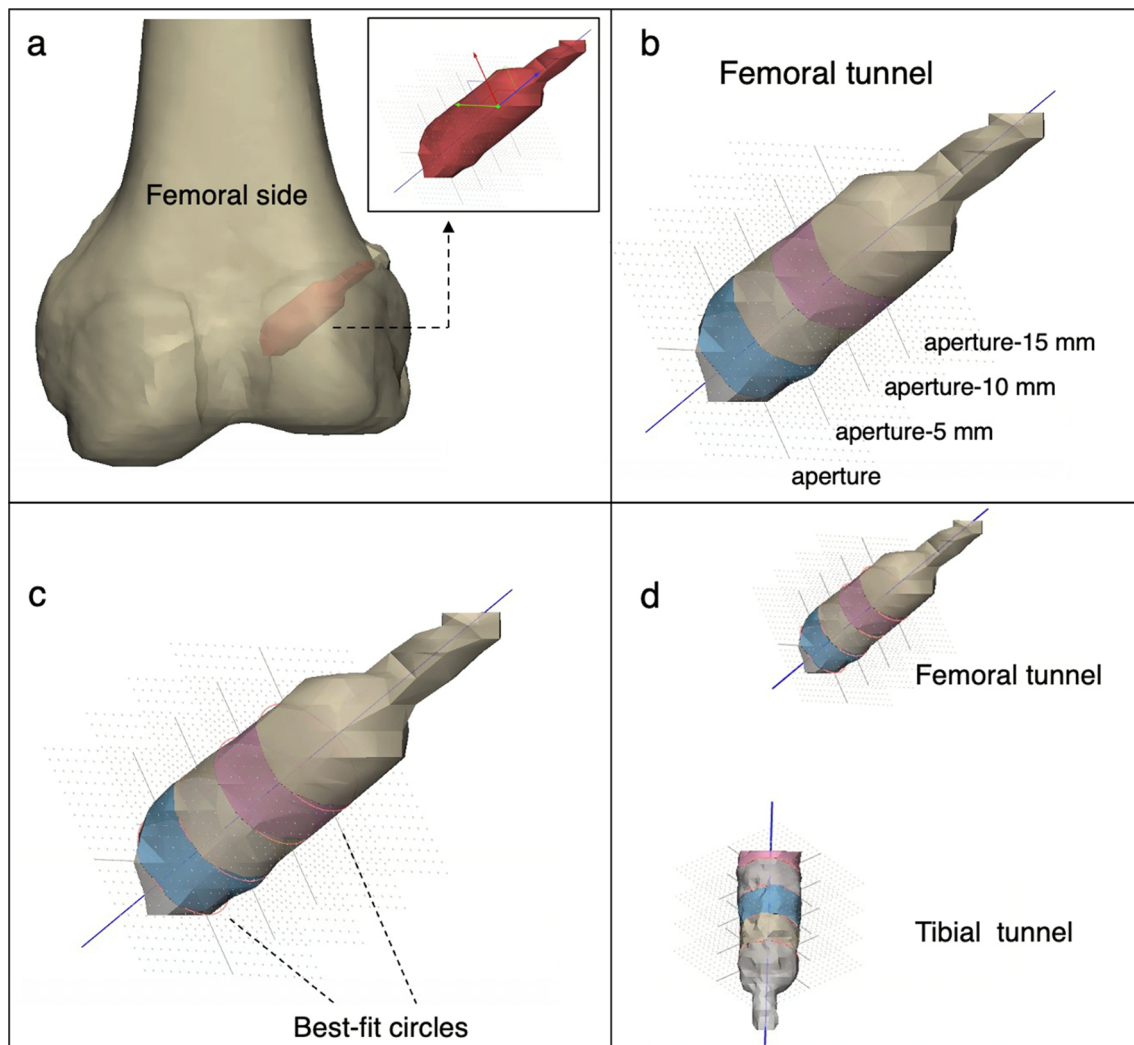 a
Femoral side
b
Femoral tunnel
aperture-15 mm
aperture-10 mm
aperture-5 mm
aperture
c
Best-fit circles
d
Femoral tunnel
Tibial tunnel